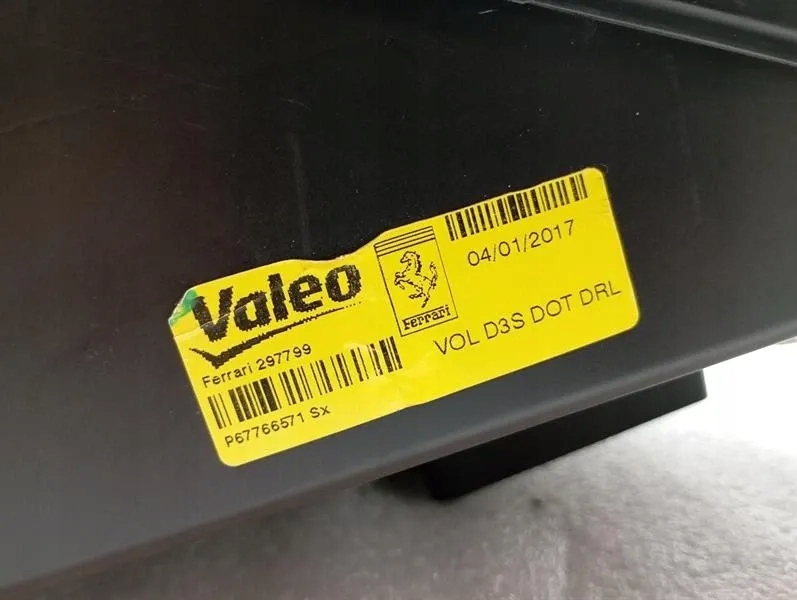 Valeo
Ferrari 297799
P67766571 Sx
Ferrari
04/01/2017
VOL D3S DOT DRL